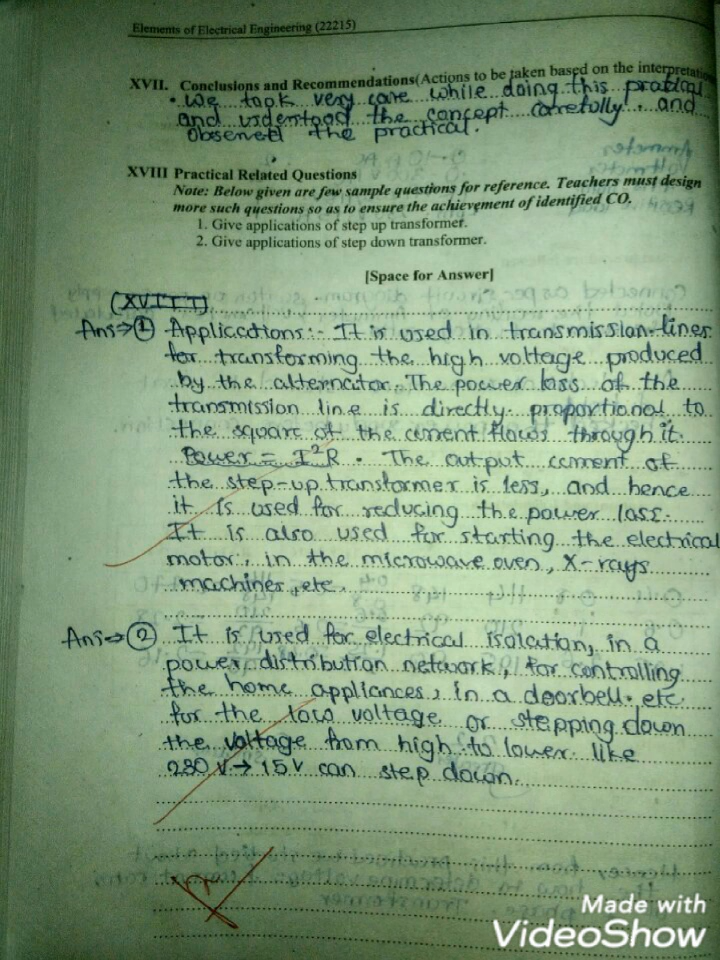 Elements of Electrical Engineering (22215)
XVII. Conclusions and Recommendations(Actions to be taken based on the interpretation
• We took very care while doing this pratical
and understood the concept carefully. and
Observed the practical.
XVIII Practical Related Questions
Note: Below given are few sample questions for reference. Teachers must design
more such questions so as to ensure the achievement of identified CO.
1. Give applications of step up transformer.
2. Give applications of step down transformer.
[Space for Answer]
(XVIII)
Ans⇒ ① Applications:- It is used in transmission-lines
for transforming the high voltage produced
by the alternator. The power loss of the
transmission line is directly proportional to
the square of the current flows through it.
Power = I²R. The output current of
the step-up transformer is less, and hence
it is used for reducing the power loss.
It is also used for starting the electrical
motor, in the microwave oven, X-rays
machines, etc.
Ans⇒ ② It is used for electrical isolation, in a
power distribution network, for controlling
the home appliances, in a doorbell. etc.
for the low voltage or stepping down
the voltage from high to lower like
230 V → 15 V can step down.
Made with
VideoShow